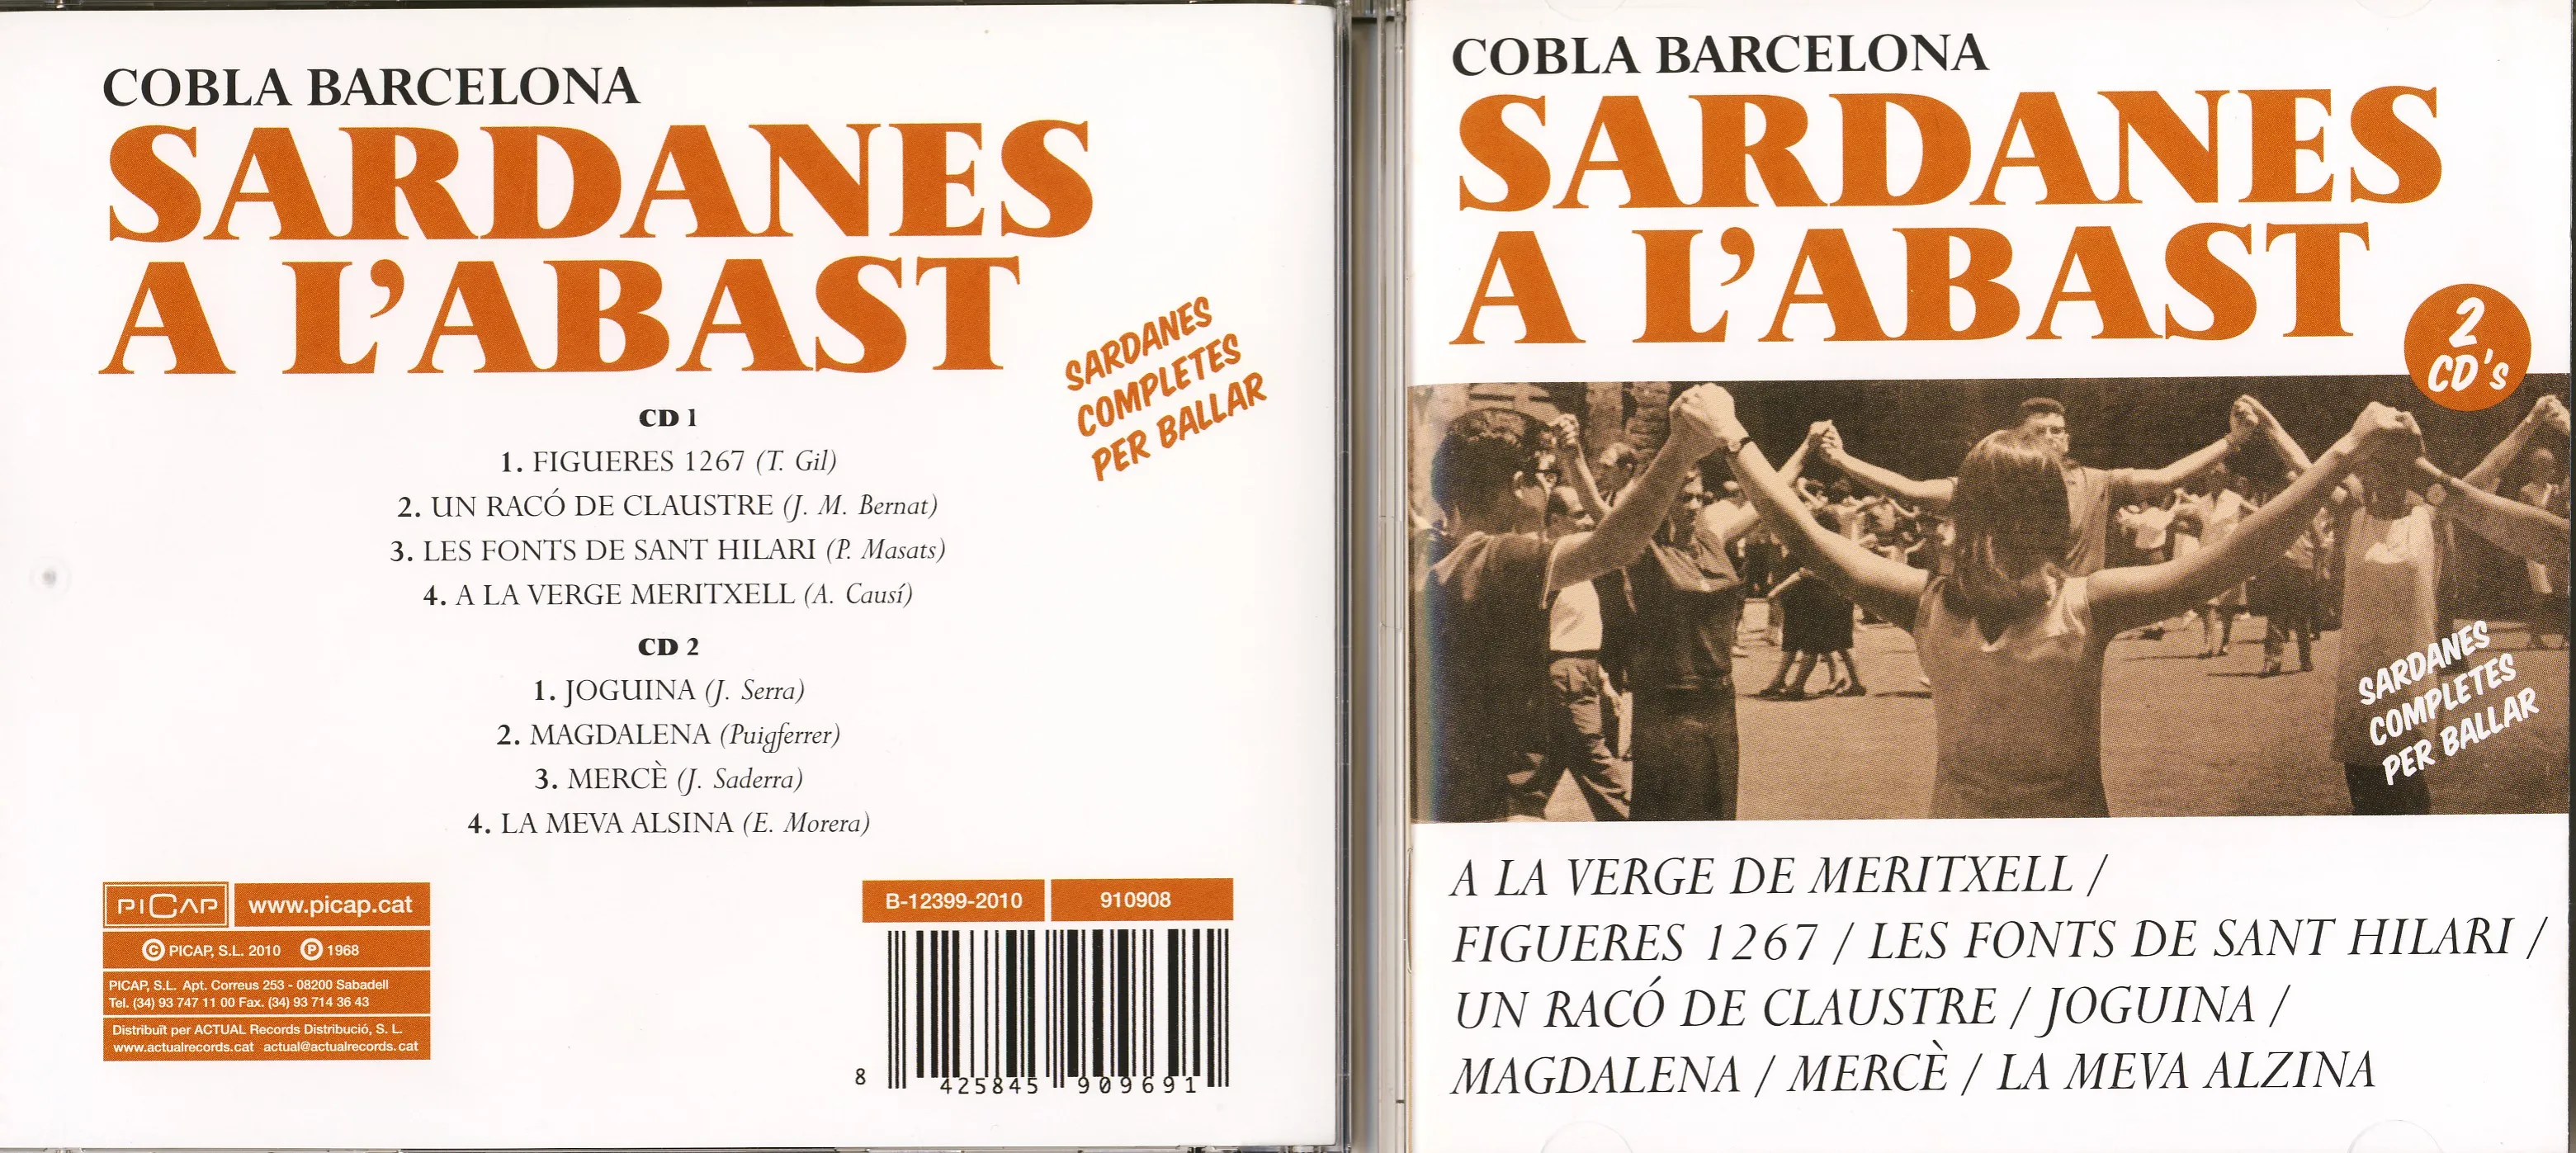 COBLA BARCELONA
SARDANES
A L'ABAST
SARDANES
COMPLETES
PER BALLAR
CD 1
1. FIGUERES 1267 (T. Gil)
2. UN RACÓ DE CLAUSTRE (J. M. Bernat)
3. LES FONTS DE SANT HILARI (P. Masats)
4. A LA VERGE MERITXELL (A. Causí)
CD 2
1. JOGUINA (J. Serra)
2. MAGDALENA (Puigferrer)
3. MERCÈ (J. Saderra)
4. LA MEVA ALSINA (E. Morera)
PICAP www.picap.cat
© PICAP, S.L. 2010 ℗ 1968
PICAP, S.L. Apt. Correus 253 - 08200 Sabadell
Tel. (34) 93 747 11 00 Fax. (34) 93 714 36 43
Distribuït per ACTUAL Records Distribució, S. L.
www.actualrecords.cat actual@actualrecords.cat
B-12399-2010 910908
8 425845 909691
COBLA BARCELONA
SARDANES
A L'ABAST
2
CD's
SARDANES
COMPLETES
PER BALLAR
A LA VERGE DE MERITXELL /
FIGUERES 1267 / LES FONTS DE SANT HILARI /
UN RACÓ DE CLAUSTRE / JOGUINA /
MAGDALENA / MERCÈ / LA MEVA ALZINA